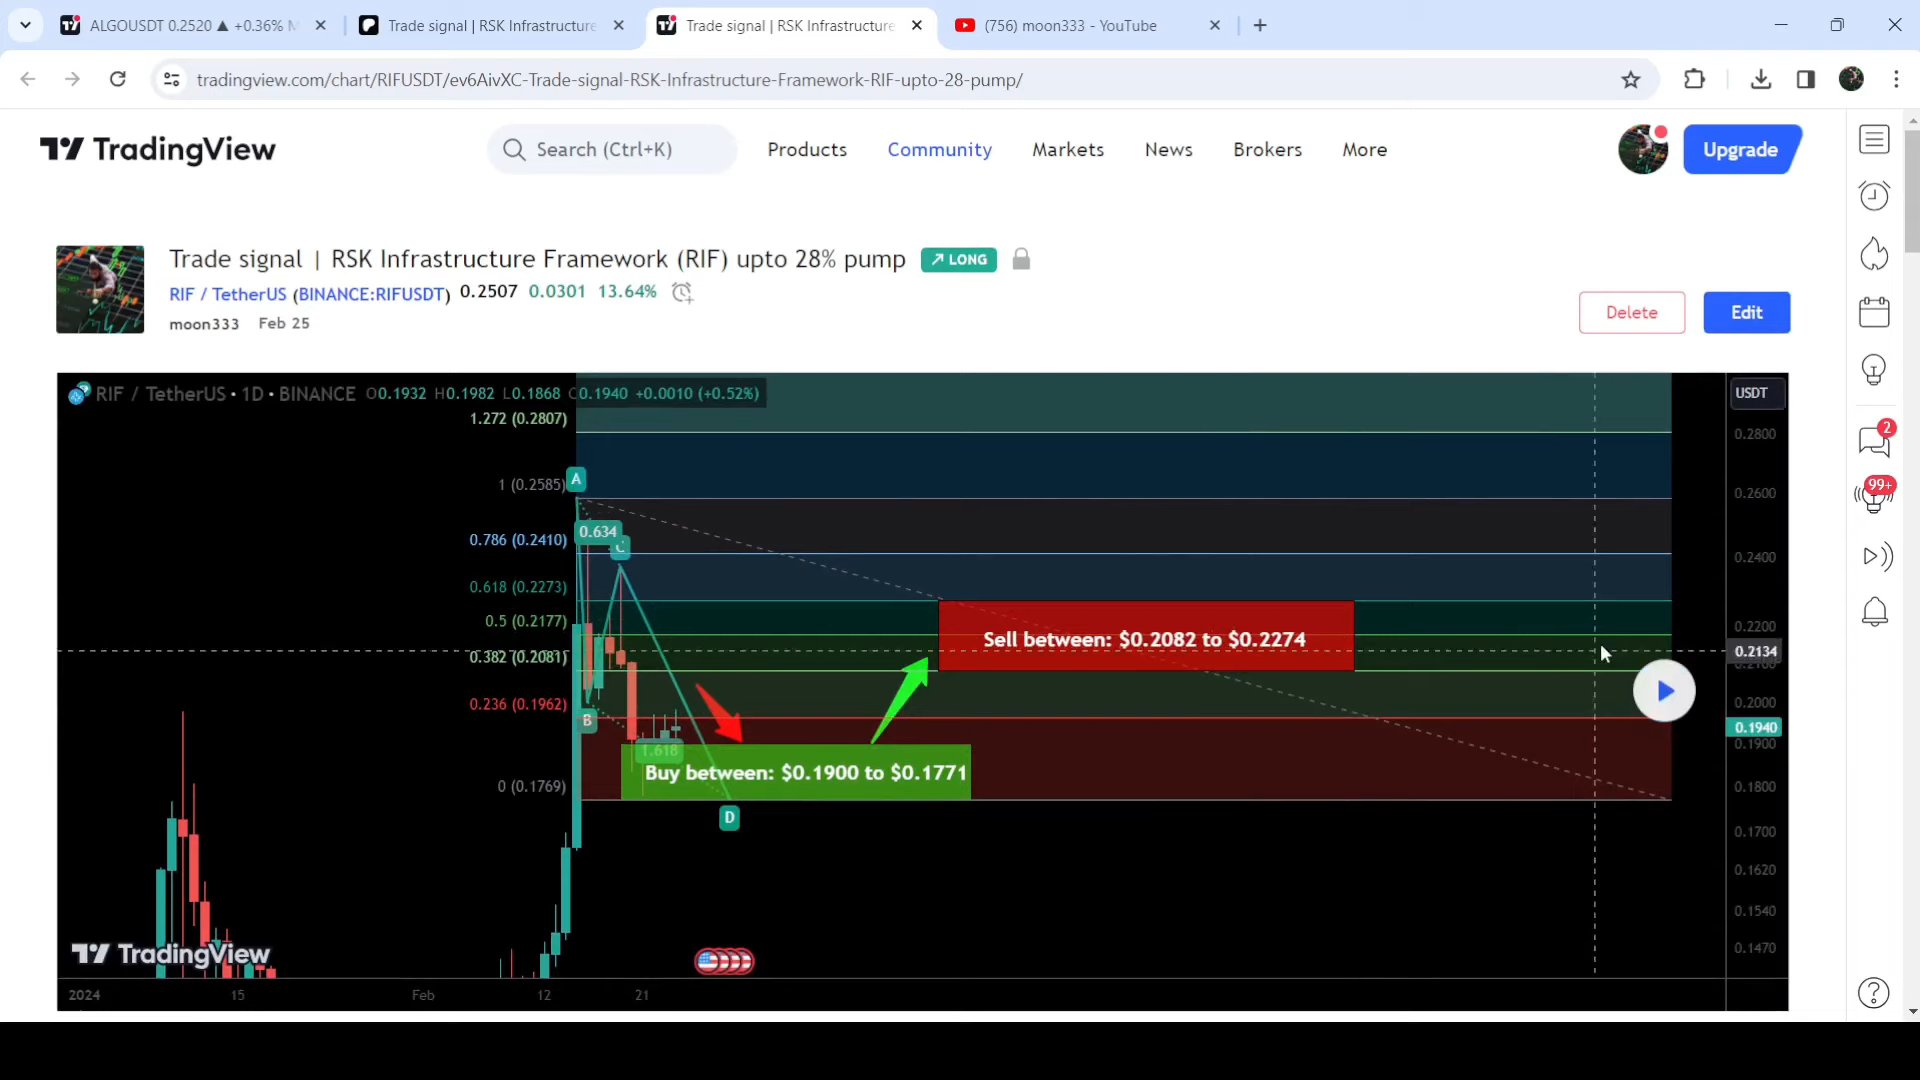 ALGOUSDT 0.2520 ▲ +0.36%
Trade signal | RSK Infrastructure
Trade signal | RSK Infrastructure
(756) moon333 - YouTube
tradingview.com/chart/RIFUSDT/ev6AivXC-Trade-signal-RSK-Infrastructure-Framework-RIF-upto-28-pump/
TradingView
Search (Ctrl+K)
Products
Community
Markets
News
Brokers
More
Upgrade
Trade signal | RSK Infrastructure Framework (RIF) upto 28% pump
LONG
RIF / TetherUS (BINANCE:RIFUSDT) 0.2507 0.0301 13.64%
moon333 Feb 25
Delete
Edit
2
99+
RIF / TetherUS • 1D • BINANCE O0.1932 H0.1982 L0.1868 C0.1940 +0.0010 (+0.52%)
USDT
1.272 (0.2807)
0.2800
1 (0.2585)
A
0.2600
0.634
C
0.786 (0.2410)
0.2400
0.618 (0.2273)
0.5 (0.2177)
0.2200
Sell between: $0.2082 to $0.2274
0.382 (0.2081)
0.2134
0.2100
0.236 (0.1962)
0.2000
B
0.1940
0.1900
1.618
Buy between: $0.1900 to $0.1771
0 (0.1769)
0.1800
D
0.1700
0.1620
0.1540
0.1470
TradingView
2024
15
Feb
12
21